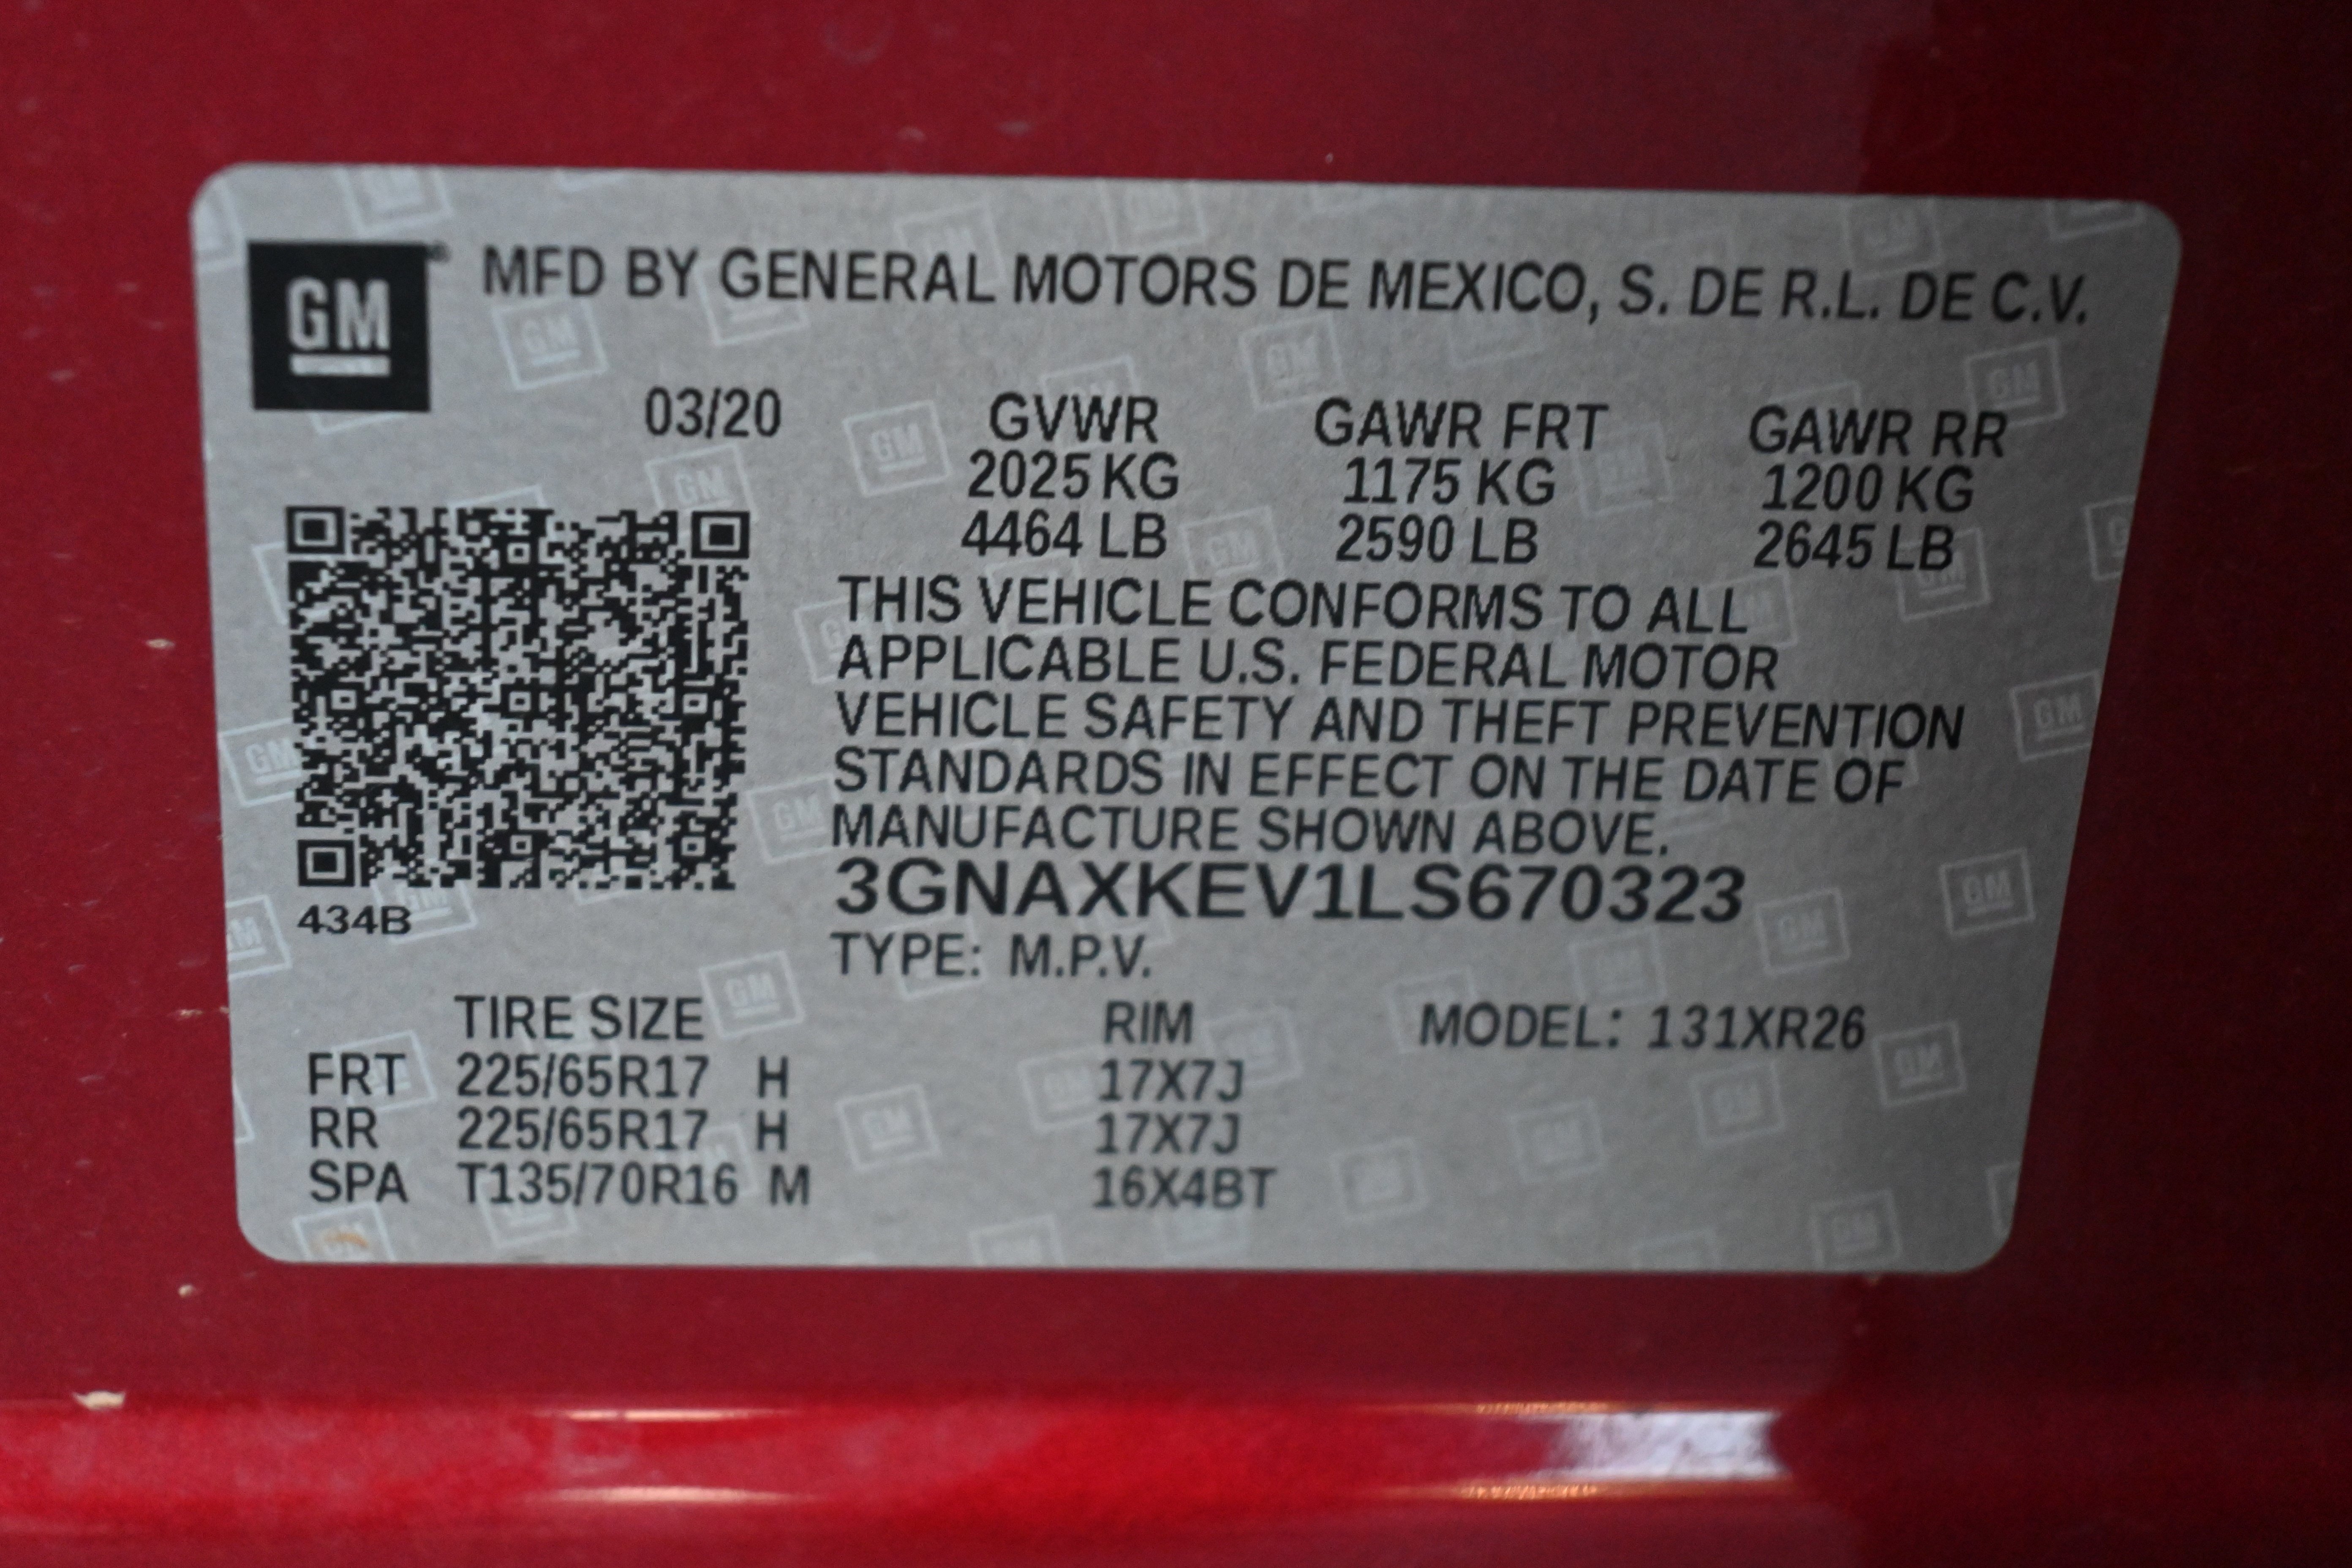 GM® MFD BY GENERAL MOTORS DE MEXICO, S. DE R.L. DE C.V.
03/20 GVWR GAWR FRT GAWR RR
2025 KG 1175 KG 1200 KG
4464 LB 2590 LB 2645 LB
THIS VEHICLE CONFORMS TO ALL
APPLICABLE U.S. FEDERAL MOTOR
VEHICLE SAFETY AND THEFT PREVENTION
STANDARDS IN EFFECT ON THE DATE OF
MANUFACTURE SHOWN ABOVE.
3GNAXKEV1LS670323
434B
TYPE: M.P.V.
TIRE SIZE RIM MODEL: 131XR26
FRT 225/65R17 H 17X7J
RR 225/65R17 H 17X7J
SPA T135/70R16 M 16X4BT